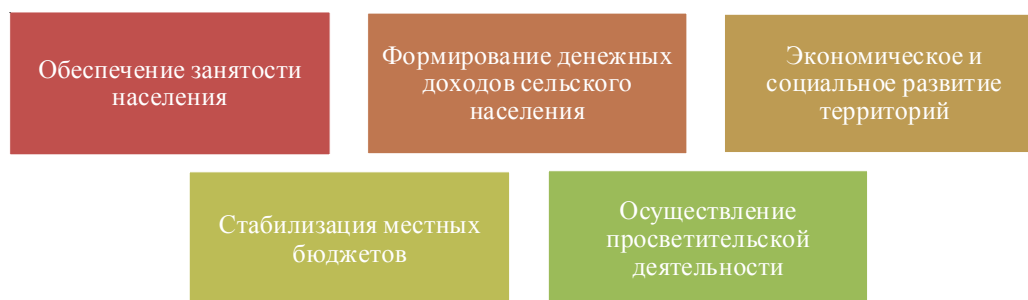 Обеспечение занятости
населения
Формирование денежных
доходов сельского
населения
Экономическое и
социальное развитие
территорий
Стабилизация местных
бюджетов
Осуществление
просветительской
деятельности